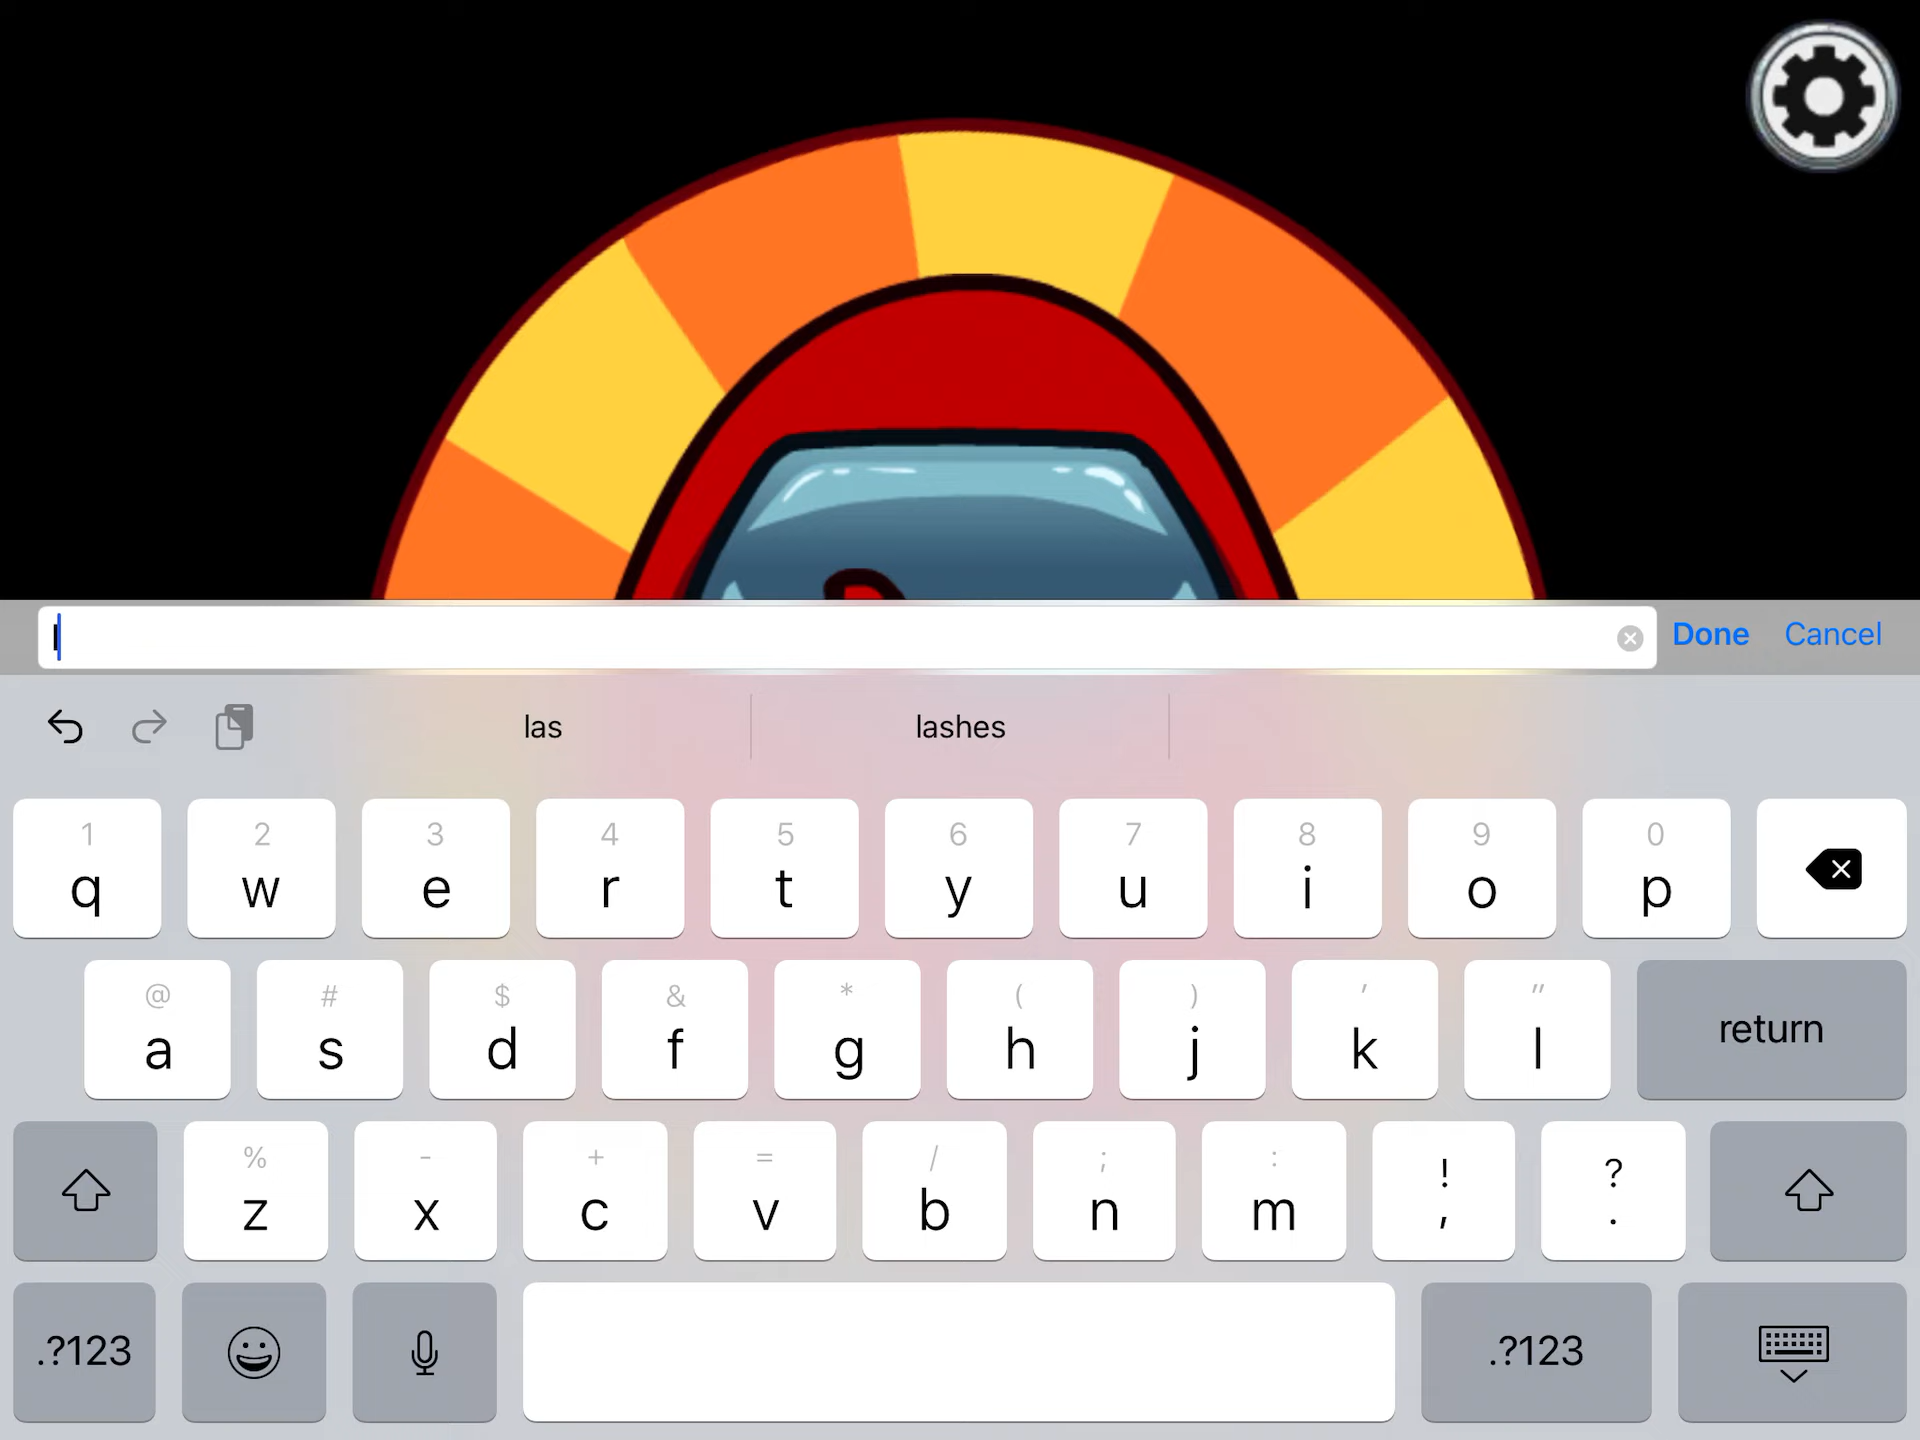 l
Done Cancel
las lashes
1 2 3 4 5 6 7 8 9 0
q w e r t y u i o p
@ # $ & * ( ) ' "
a s d f g h j k l return
% - + = / ; : ! ?
z x c v b n m , .
.?123 .?123